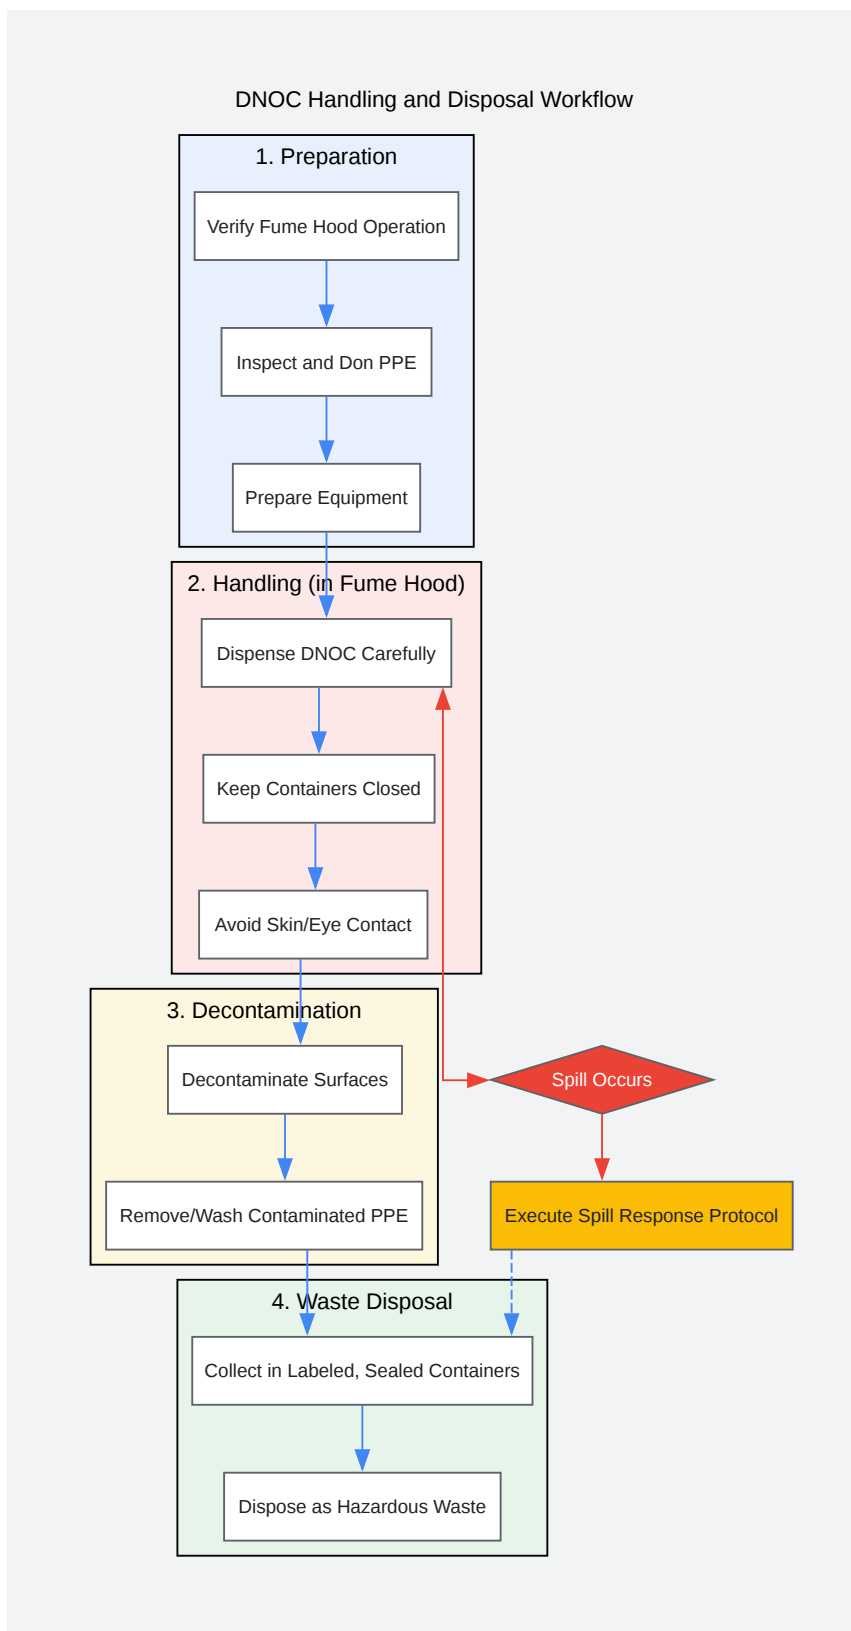 DNOC Handling and Disposal Workflow
1. Preparation
Verify Fume Hood Operation
Inspect and Don PPE
Prepare Equipment
2. Handling (in Fume Hood)
Dispense DNOC Carefully
Keep Containers Closed
Avoid Skin/Eye Contact
3. Decontamination
Decontaminate Surfaces
Spill Occurs
Remove/Wash Contaminated PPE
Execute Spill Response Protocol
4. Waste Disposal
Collect in Labeled, Sealed Containers
Dispose as Hazardous Waste